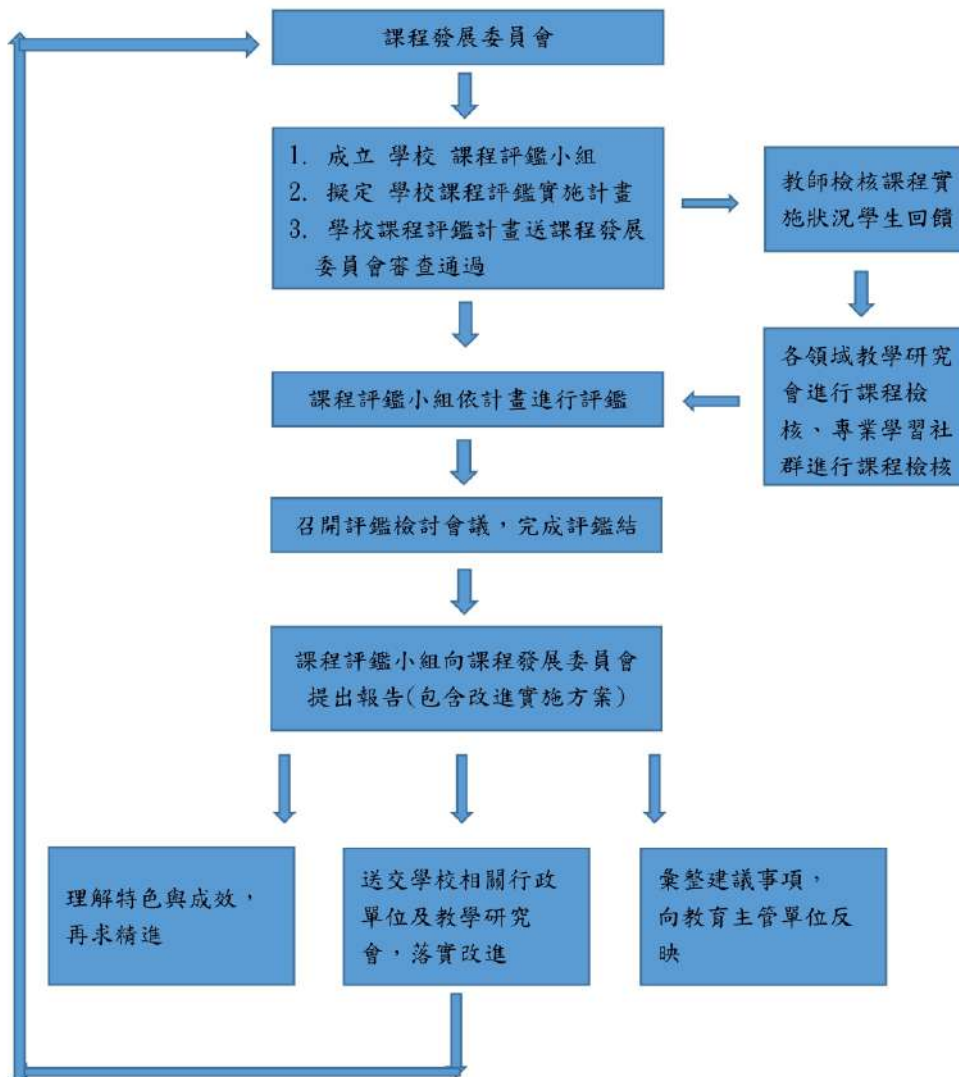 課程發展委員會
1. 成立 學校 課程評鑑小組
2. 擬定 學校課程評鑑實施計畫
3. 學校課程評鑑計畫送課程發展
委員會審查通過
教師檢核課程實
施狀況學生回饋
各領域教學研究
會進行課程檢
核、專業學習社
群進行課程檢核
課程評鑑小組依計畫進行評鑑
召開評鑑檢討會議，完成評鑑結
課程評鑑小組向課程發展委員會
提出報告(包含改進實施方案)
理解特色與成效，
再求精進
送交學校相關行政
單位及教學研究
會，落實改進
彙整建議事項，
向教育主管單位反
映